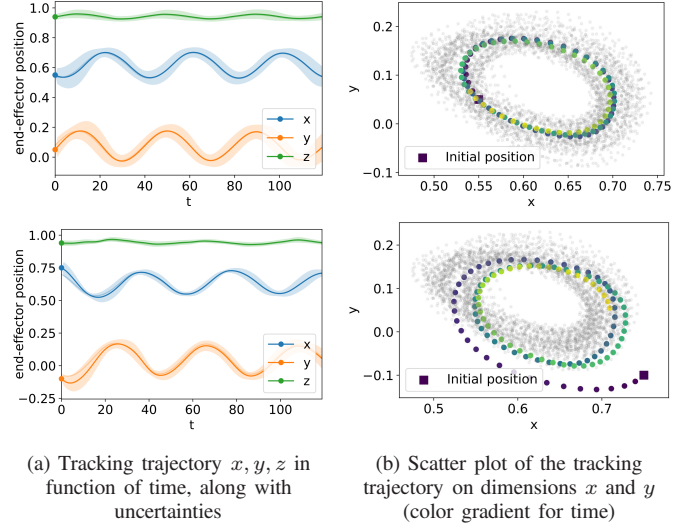 1.0
0.8
0.6
0.4
0.2
0.0
end-effector position
x
y
z
0
20
40
60
80
100
t
0.2
0.1
0.0
−0.1
y
Initial position
0.50
0.55
0.60
0.65
0.70
0.75
x
1.00
0.75
0.50
0.25
0.00
−0.25
end-effector position
x
y
z
0
20
40
60
80
100
t
0.2
0.1
0.0
−0.1
y
Initial position
0.5
0.6
0.7
x
(a) Tracking trajectory x, y, z in
function of time, along with
uncertainties
(b) Scatter plot of the tracking
trajectory on dimensions x and y
(color gradient for time)